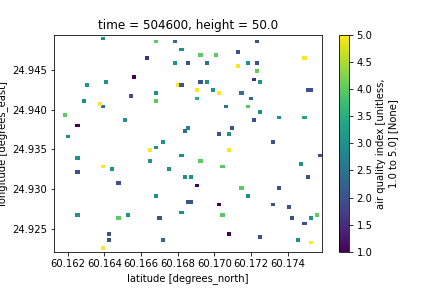 time = 504600, height = 50.0
24.945
24.940
24.935
24.930
24.925
longitude [degrees_east]
60.162 60.164 60.166 60.168 60.170 60.172 60.174
latitude [degrees_north]
5.0
4.5
4.0
3.5
3.0
2.5
2.0
1.5
1.0
air quality index [unitless,
1.0 to 5.0] [None]